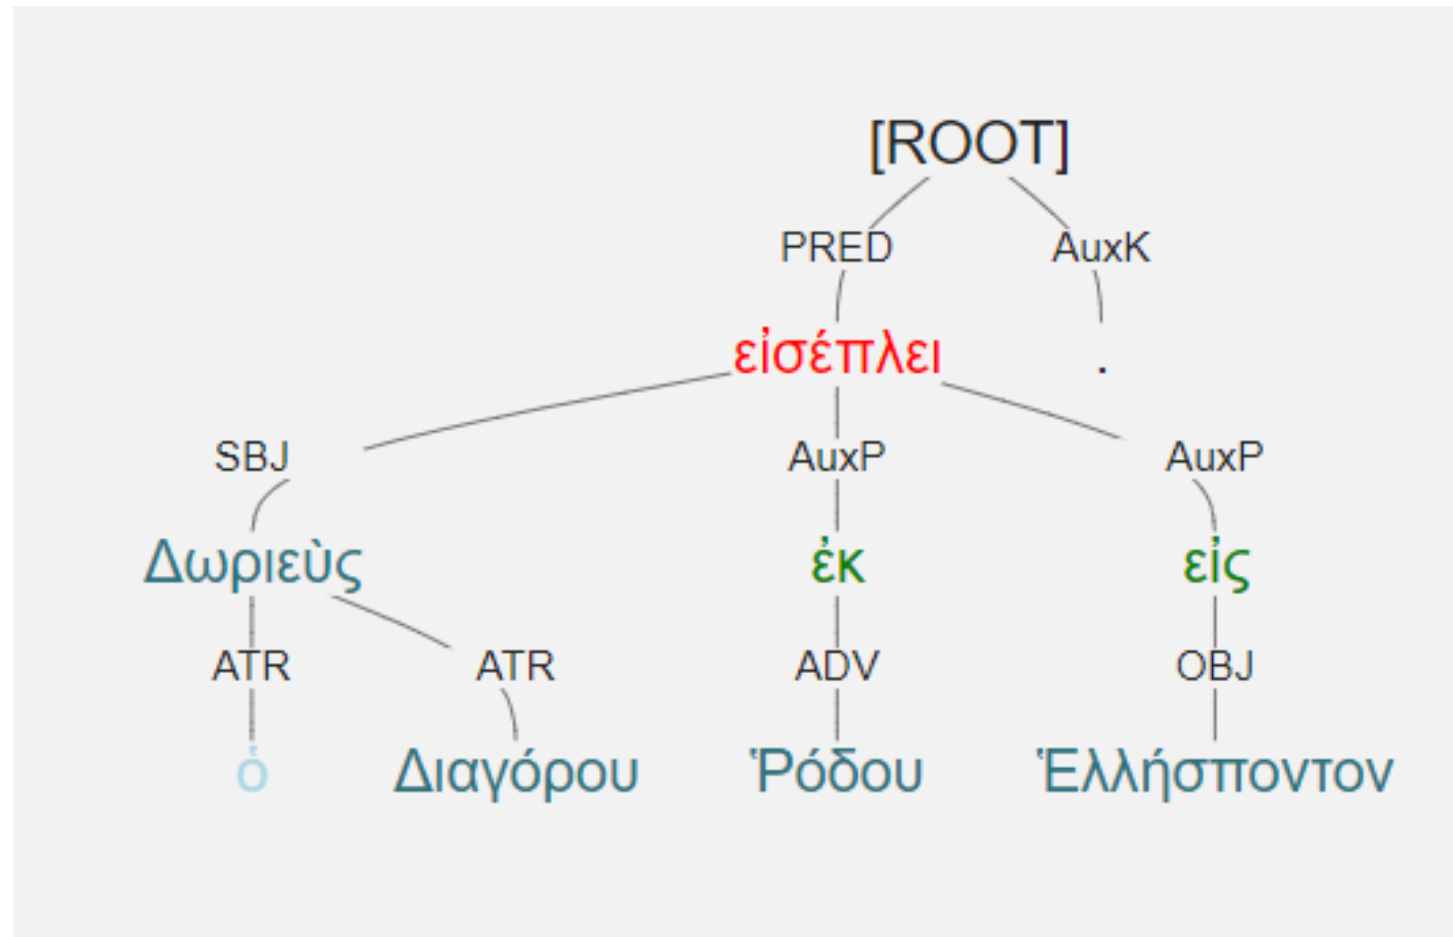 [ROOT]
PRED AuxK
εἰσέπλει .
SBJ AuxP AuxP
Δωριεὺς ἐκ εἰς
ATR ATR ADV OBJ
ὁ Διαγόρου Ῥόδου Ἑλλήσποντον